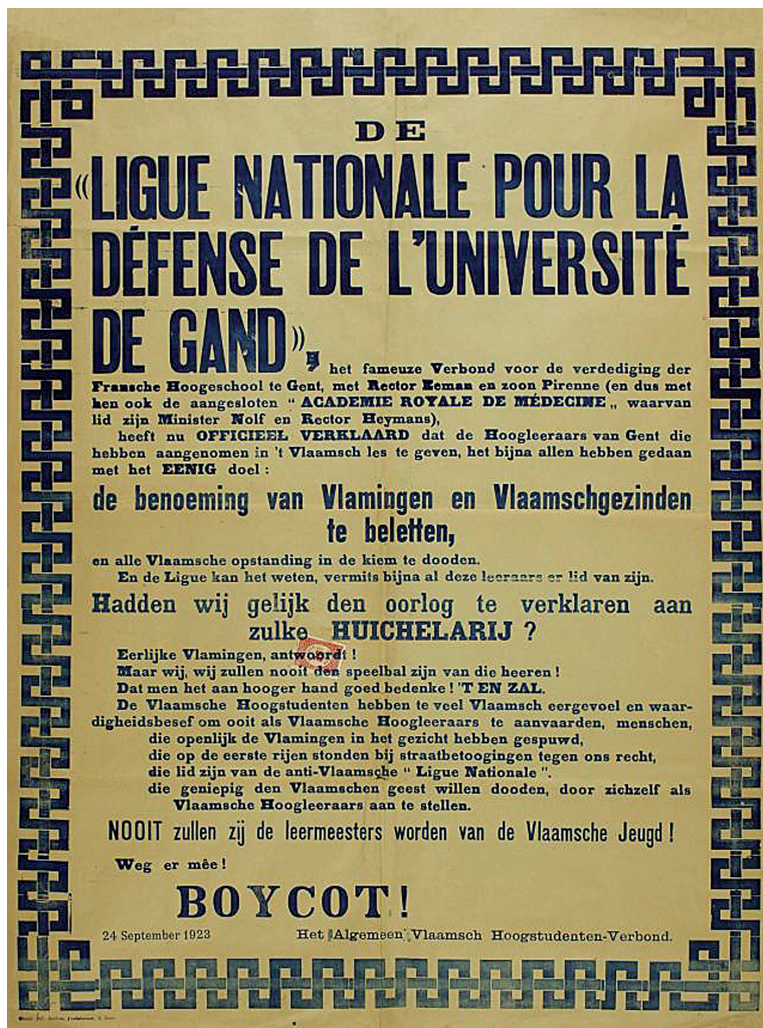 DE
«LIGUE NATIONALE POUR LA
DÉFENSE DE L'UNIVERSITÉ
DE GAND», het fameuze Verbond voor de verdediging der
Fransche Hoogeschool te Gent, met Rector Eeman en zoon Pirenne (en dus met
hen ook de aangesloten “ ACADEMIE ROYALE DE MÉDECINE „ waarvan
lid zijn Minister Nolf en Rector Heymans),
heeft nu OFFICIEEL VERKLAARD dat de Hoogleeraars van Gent die
hebben aangenomen in 't Vlaamsch les te geven, het bijna allen hebben gedaan
met het EENIG doel :
de benoeming van Vlamingen en Vlaamschgezinden
te beletten,
en alle Vlaamsche opstanding in de kiem te dooden.
En de Ligue kan het weten, vermits bijna al deze leeraars er lid van zijn.
Hadden wij gelijk den oorlog te verklaren aan
zulke HUICHELARIJ ?
Eerlijke Vlamingen, antwoordt !
Maar wij, wij zullen nooit den speelbal zijn van die heeren !
Dat men het aan hooger hand goed bedenke ! 'T EN ZAL.
De Vlaamsche Hoogstudenten hebben te veel Vlaamsch eergevoel en waar-
digheidsbesef om ooit als Vlaamsche Hoogleeraars te aanvaarden, menschen,
die openlijk de Vlamingen in het gezicht hebben gespuwd,
die op de eerste rijen stonden bij straatbetoogingen tegen ons recht,
die lid zijn van de anti-Vlaamsche “ Ligue Nationale ”.
die geniepig den Vlaamschen geest willen dooden, door zichzelf als
Vlaamsche Hoogleeraars aan te stellen.
NOOIT zullen zij de leermeesters worden van de Vlaamsche Jeugd !
Weg er mêe !
BOYCOT !
24 September 1923 Het Algemeen Vlaamsch Hoogstudenten-Verbond.